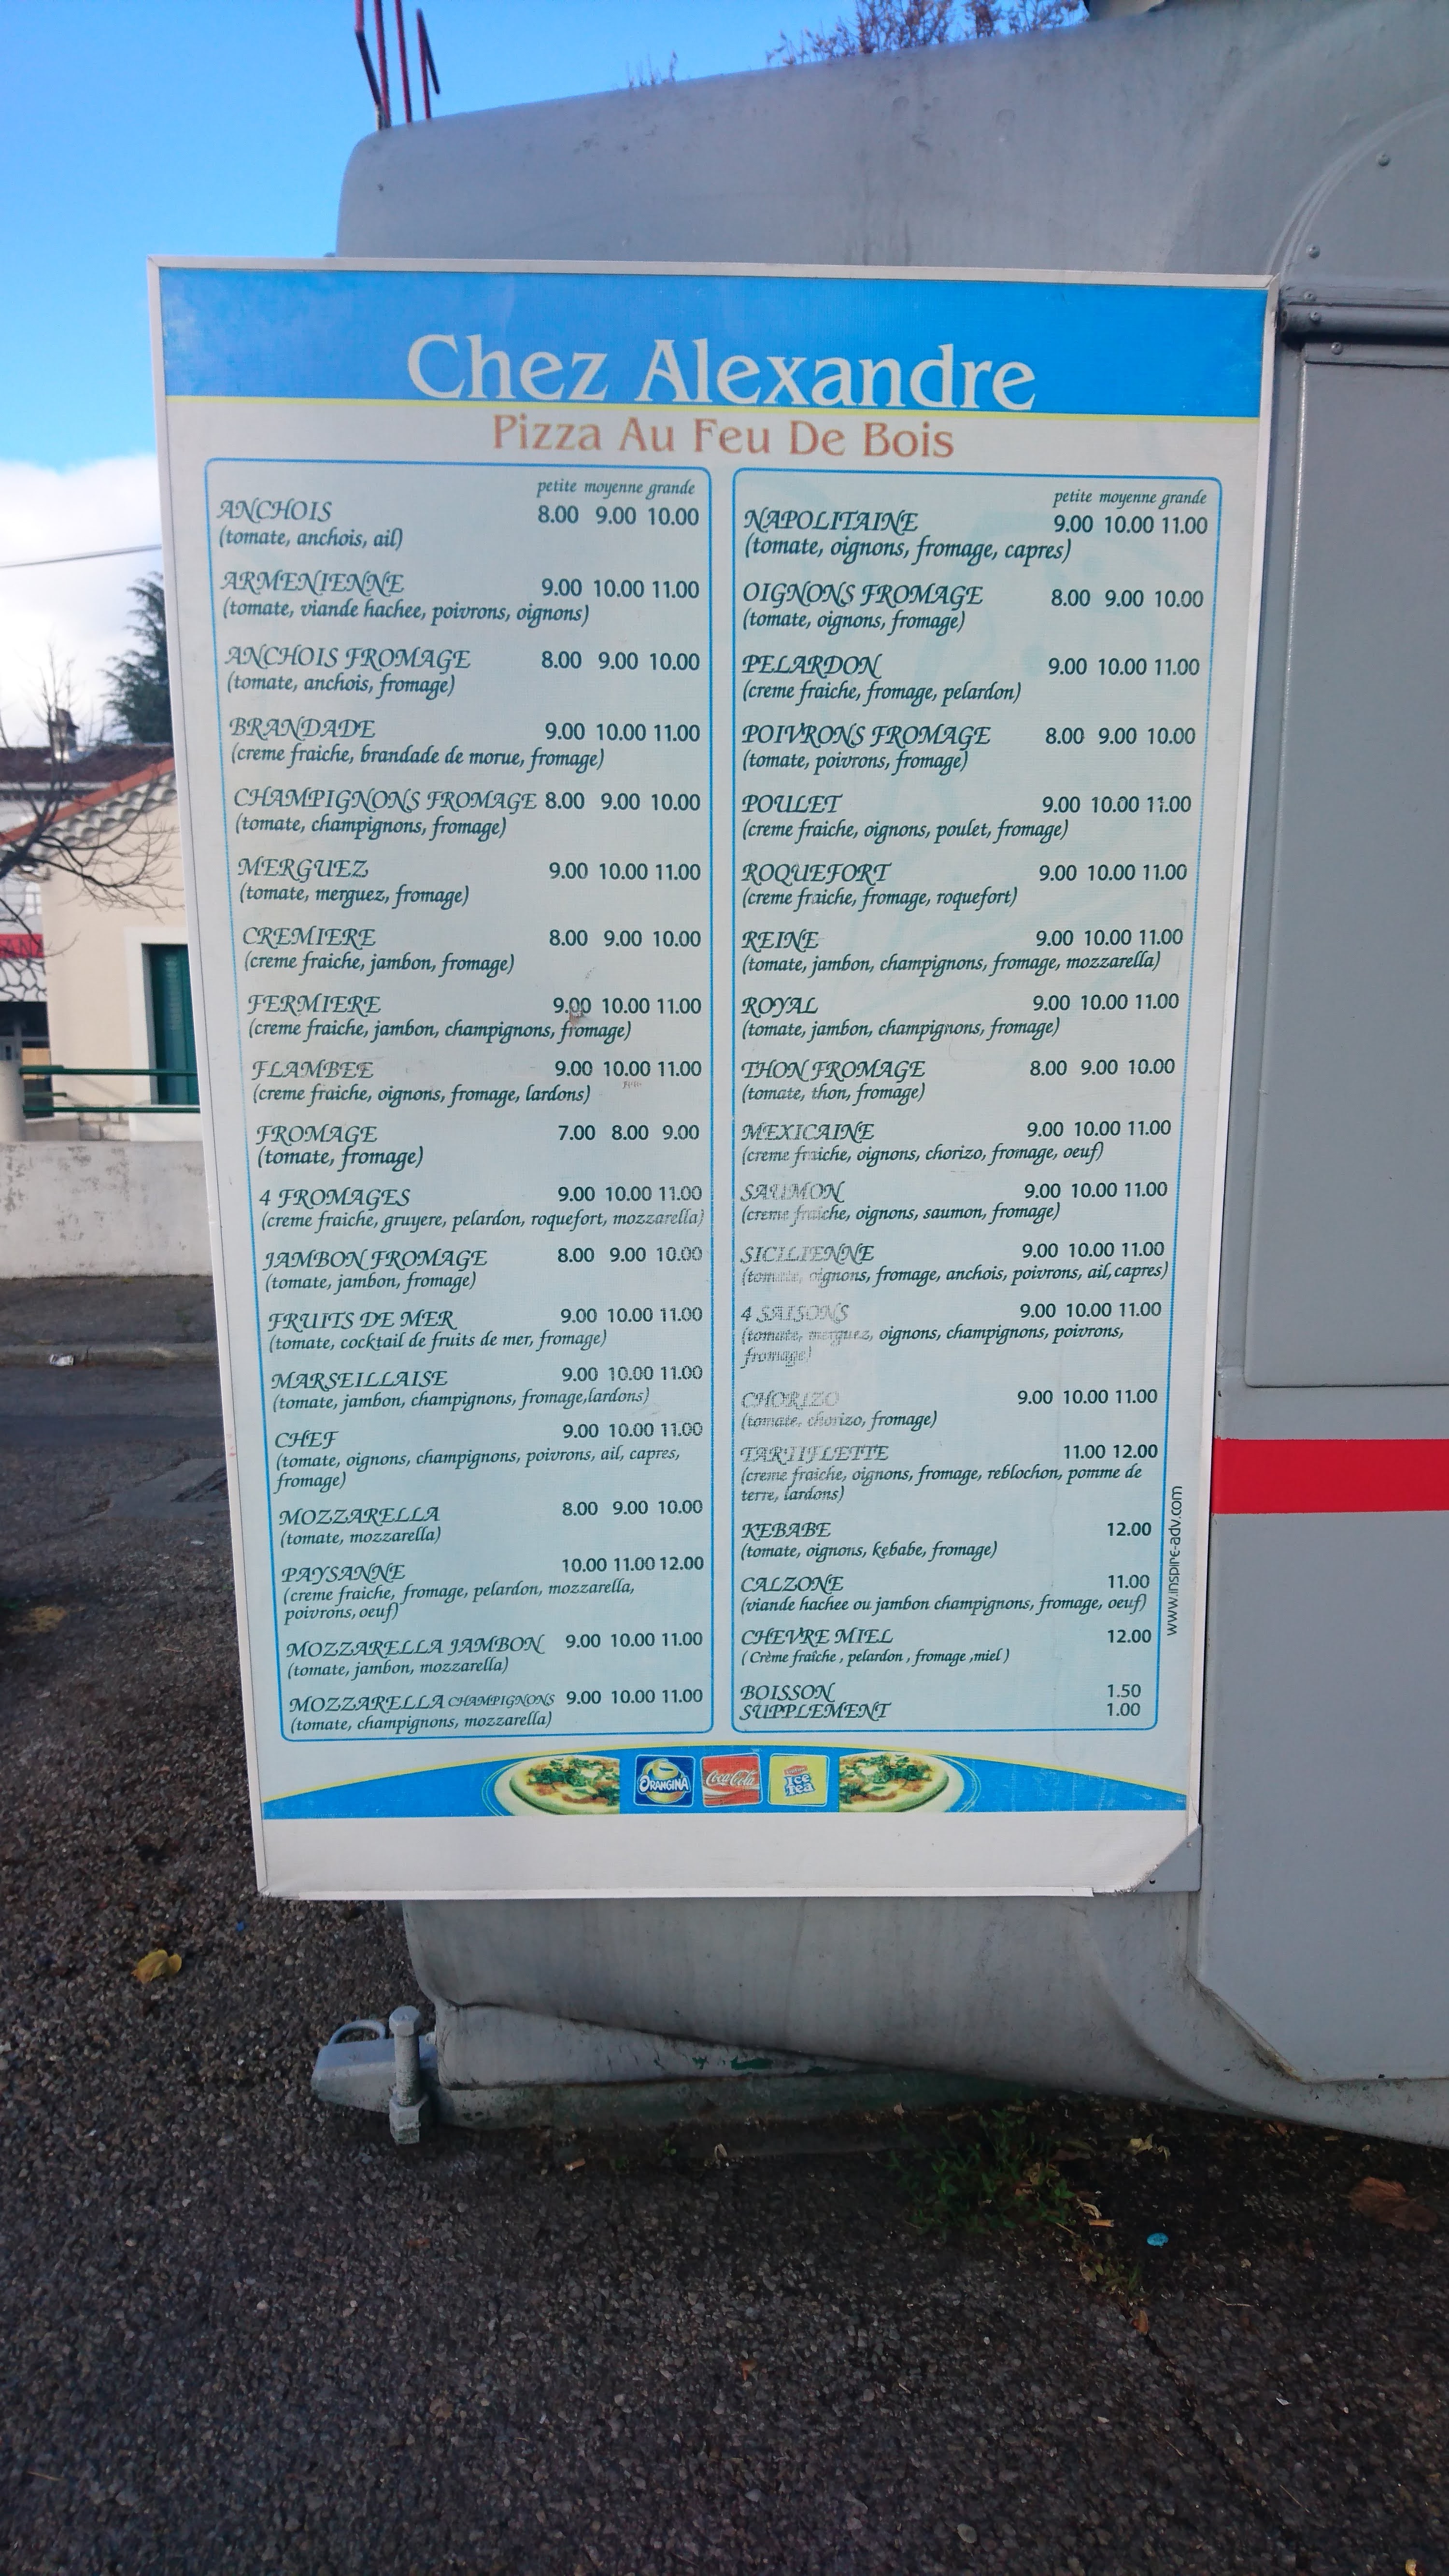 Chez Alexandre
Pizza Au Feu De Bois
petite moyenne grande
ANCHOIS 8.00 9.00 10.00
(tomate, anchois, ail)
ARMENIENNE 9.00 10.00 11.00
(tomate, viande hachee, poivrons, oignons)
ANCHOIS FROMAGE 8.00 9.00 10.00
(tomate, anchois, fromage)
BRANDADE 9.00 10.00 11.00
(creme fraiche, brandade de morue, fromage)
CHAMPIGNONS FROMAGE 8.00 9.00 10.00
(tomate, champignons, fromage)
MERGUEZ 9.00 10.00 11.00
(tomate, merguez, fromage)
CREMIERE 8.00 9.00 10.00
(creme fraiche, jambon, fromage)
FERMIERE 9.00 10.00 11.00
(creme fraiche, jambon, champignons, fromage)
FLAMBEE 9.00 10.00 11.00
(creme fraiche, oignons, fromage, lardons)
FROMAGE 7.00 8.00 9.00
(tomate, fromage)
4 FROMAGES 9.00 10.00 11.00
(creme fraiche, gruyere, pelardon, roquefort, mozzarella)
JAMBON FROMAGE 8.00 9.00 10.00
(tomate, jambon, fromage)
FRUITS DE MER 9.00 10.00 11.00
(tomate, cocktail de fruits de mer, fromage)
MARSEILLAISE 9.00 10.00 11.00
(tomate, jambon, champignons, fromage,lardons)
CHEF 9.00 10.00 11.00
(tomate, oignons, champignons, poivrons, ail, capres,
fromage)
MOZZARELLA 8.00 9.00 10.00
(tomate, mozzarella)
PAYSANNE 10.00 11.00 12.00
(creme fraiche, fromage, pelardon, mozzarella,
poivrons, oeuf)
MOZZARELLA JAMBON 9.00 10.00 11.00
(tomate, jambon, mozzarella)
MOZZARELLA CHAMPIGNONS 9.00 10.00 11.00
(tomate, champignons, mozzarella)
petite moyenne grande
NAPOLITAINE 9.00 10.00 11.00
(tomate, oignons, fromage, capres)
OIGNONS FROMAGE 8.00 9.00 10.00
(tomate, oignons, fromage)
PELARDON 9.00 10.00 11.00
(creme fraiche, fromage, pelardon)
POIVRONS FROMAGE 8.00 9.00 10.00
(tomate, poivrons, fromage)
POULET 9.00 10.00 11.00
(creme fraiche, oignons, poulet, fromage)
ROQUEFORT 9.00 10.00 11.00
(creme fraiche, fromage, roquefort)
REINE 9.00 10.00 11.00
(tomate, jambon, champignons, fromage, mozzarella)
ROYAL 9.00 10.00 11.00
(tomate, jambon, champignons, fromage)
THON FROMAGE 8.00 9.00 10.00
(tomate, thon, fromage)
MEXICAINE 9.00 10.00 11.00
(creme fraiche, oignons, chorizo, fromage, oeuf)
SAUMON 9.00 10.00 11.00
(creme fraiche, oignons, saumon, fromage)
SICILIENNE 9.00 10.00 11.00
(tomate, oignons, fromage, anchois, poivrons, ail, capres)
4 SAISONS 9.00 10.00 11.00
(tomate, merguez, oignons, champignons, poivrons,
fromage)
CHORIZO 9.00 10.00 11.00
(tomate, chorizo, fromage)
TARTIFLETTE 11.00 12.00
(creme fraiche, oignons, fromage, reblochon, pomme de
terre, lardons)
KEBABE 12.00
(tomate, oignons, kebabe, fromage)
CALZONE 11.00
(viande hachee ou jambon champignons, fromage, oeuf)
CHEVRE MIEL 12.00
( Crème fraîche , pelardon , fromage ,miel )
BOISSON 1.50
SUPPLEMENT 1.00
www.inspire-adv.com
ORANGINA
Coca-Cola
Ice Tea